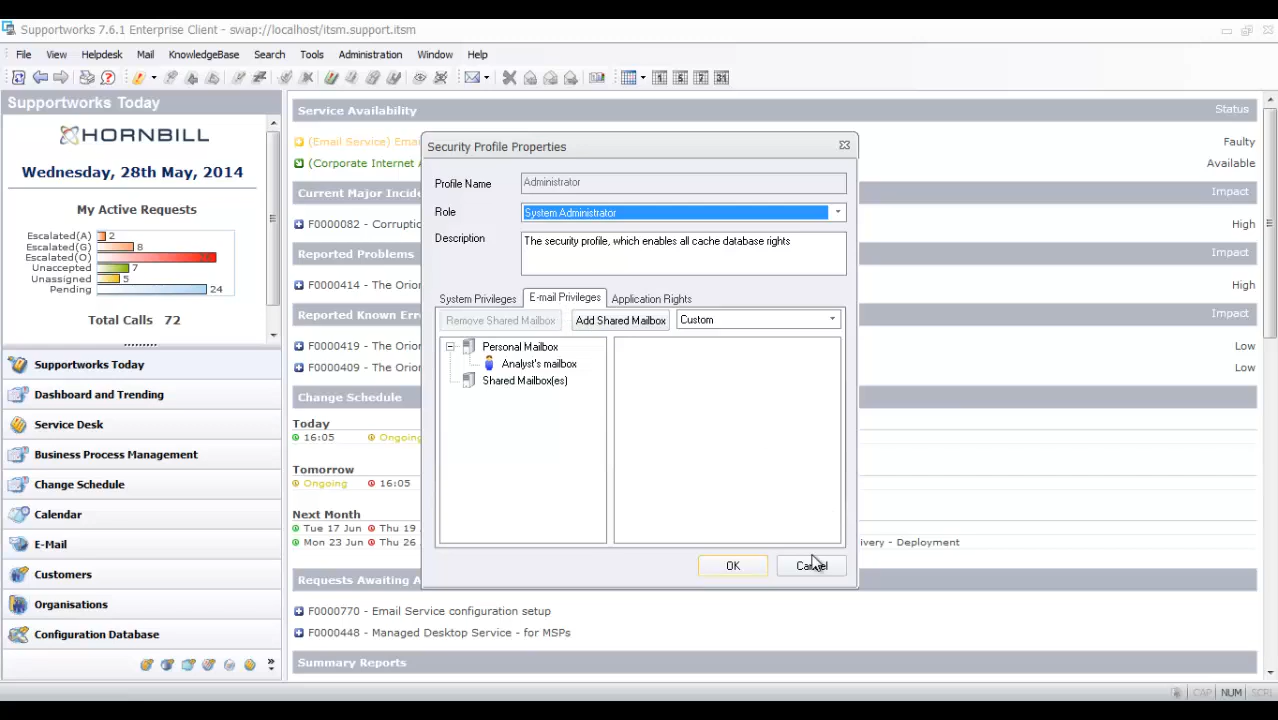 Supportworks 7.6.1 Enterprise Client - swap://localhost/itsm.support.itsm
File View Helpdesk Mail KnowledgeBase Search Tools Administration Window Help
Supportworks Today
HORNBILL
Wednesday, 28th May, 2014
My Active Requests
Escalated(A) 2
Escalated(G) 8
Escalated(O)
Unaccepted 7
Unassigned 5
Pending 24
Total Calls 72
Supportworks Today
Dashboard and Trending
Service Desk
Business Process Management
Change Schedule
Calendar
E-Mail
Customers
Organisations
Configuration Database
Service Availability Status
(Email Service) Ema Faulty
(Corporate Internet A Available
Current Major Incide Impact
F0000082 - Corruptic High
Reported Problems Impact
F0000414 - The Orior High
Reported Known Err Impact
F0000419 - The Orior Low
F0000409 - The Orior Low
Change Schedule
Today
16:05 Ongoing
Tomorrow
Ongoing 16:05
Next Month
Tue 17 Jun Thu 19
Mon 23 Jun Thu 26 ivery - Deployment
Requests Awaiting A
F0000770 - Email Service configuration setup
F0000448 - Managed Desktop Service - for MSPs
Summary Reports
Security Profile Properties
Profile Name Administrator
Role System Administrator
Description The security profile, which enables all cache database rights
System Privileges E-mail Privileges Application Rights
Remove Shared Mailbox Add Shared Mailbox Custom
Personal Mailbox
Analyst's mailbox
Shared Mailbox(es)
OK Cancel
CAP NUM SCRL